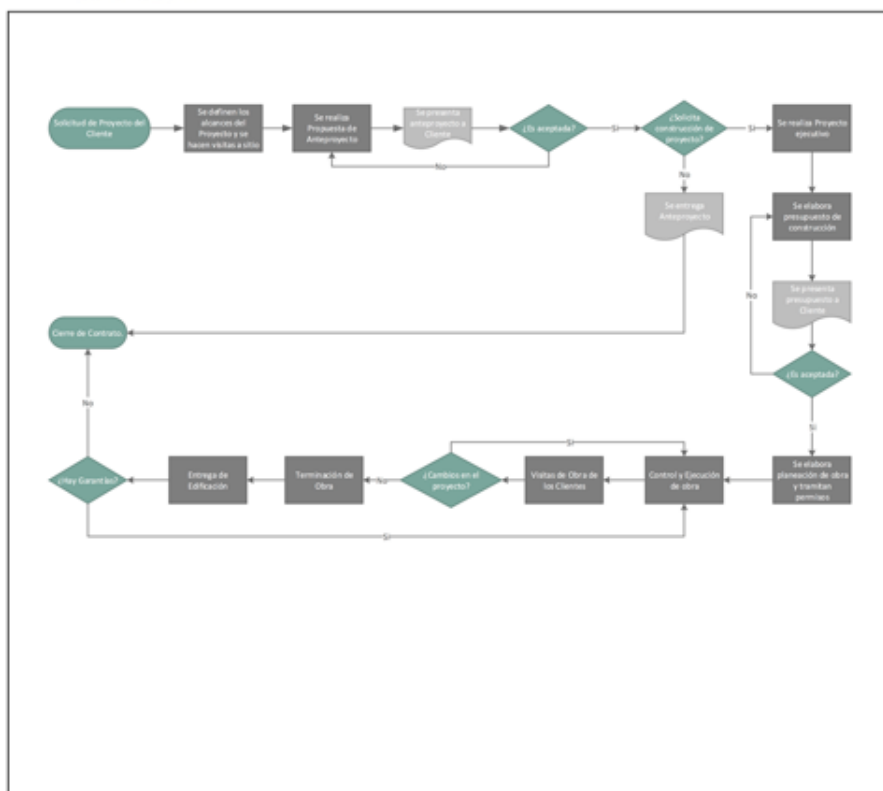 Solicitud de Proyecto del
Cliente
Se definen los
alcances del
Proyecto y se
hacen visitas a sitio
Se realiza
Propuesta de
Anteproyecto
Se presenta
anteproyecto a
Cliente
¿Es aceptada?
No
Si
¿Solicita
construcción de
proyecto?
Si
Se realiza Proyecto
ejecutivo
No
Se entrega
Anteproyecto
Se elabora
presupuesto de
construcción
Se presenta
presupuesto a
Cliente
No
¿Es aceptada?
Si
Cierre de Contrato.
No
¿Hay Garantías?
Entrega de
Edificación
Terminación de
Obra
No
¿Cambios en el
proyecto?
Si
Visitas de Obra de
los Clientes
Control y Ejecución
de obra
Se elabora
planeación de obra
y tramitan
permisos
Si